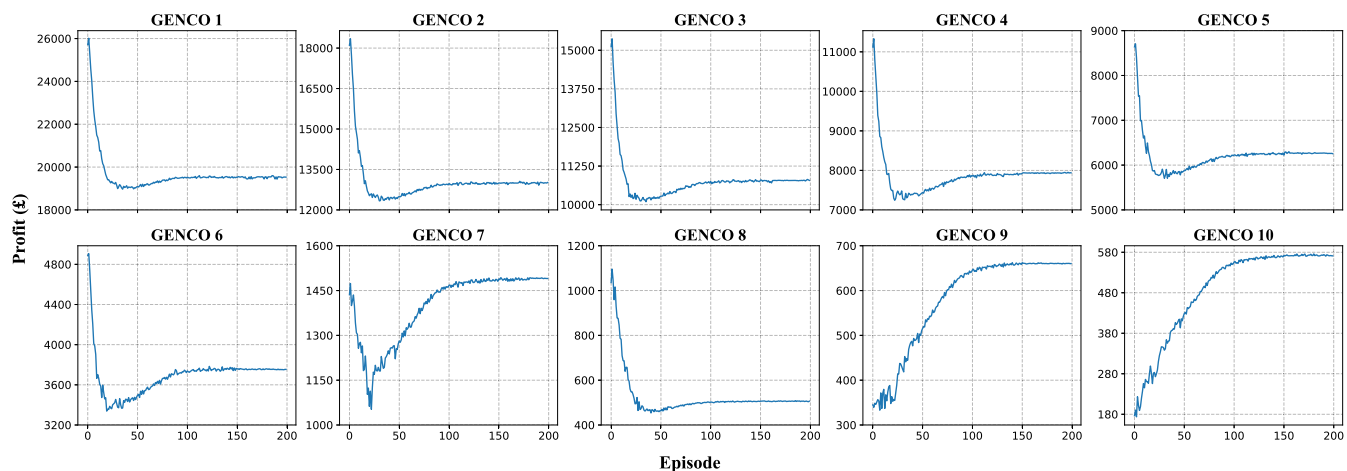 GENCO 1 GENCO 2 GENCO 3 GENCO 4 GENCO 5
26000 24000 22000 20000 18000
18000 16500 15000 13500 12000
15000 13750 12500 11250 10000
11000 10000 9000 8000 7000
9000 8000 7000 6000 5000
Profit (£)
GENCO 6 GENCO 7 GENCO 8 GENCO 9 GENCO 10
4800 4400 4000 3600 3200
1600 1450 1300 1150 1000
1200 1000 800 600 400
700 600 500 400 300
580 480 380 280 180
0 50 100 150 200 0 50 100 150 200 0 50 100 150 200 0 50 100 150 200 0 50 100 150 200
Episode